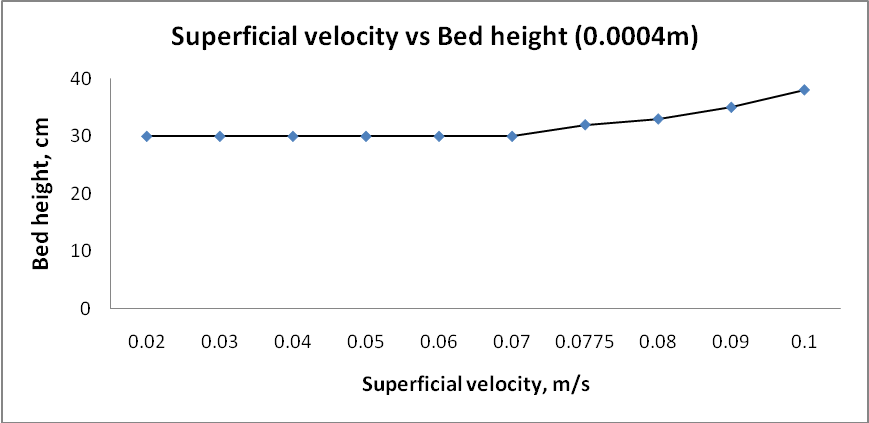 Superficial velocity vs Bed height (0.0004m)
Bed height, cm
40
30
20
10
0
0.02 0.03 0.04 0.05 0.06 0.07 0.0775 0.08 0.09 0.1
Superficial velocity, m/s